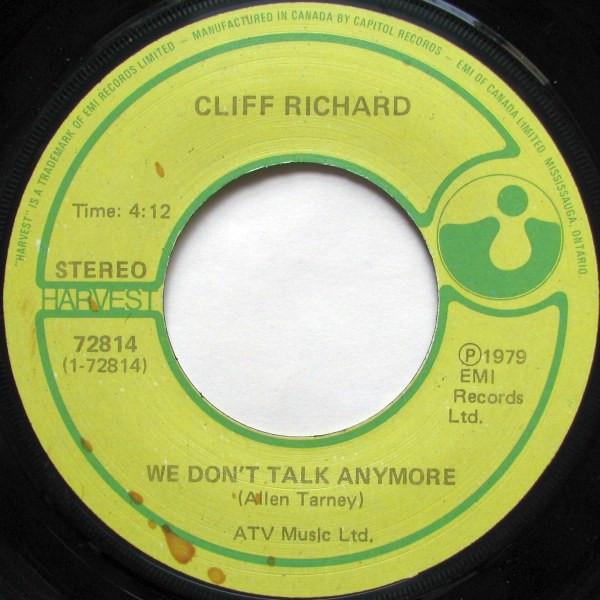 "HARVEST" IS A TRADEMARK OF EMI RECORDS LIMITED – MANUFACTURED IN CANADA BY CAPITOL RECORDS – EMI OF CANADA LIMITED. MISSISSAUGA, ONTARIO.
CLIFF RICHARD
Time: 4:12
STEREO
HARVEST
72814
(1-72814)
Ⓟ1979
EMI
Records
Ltd.
WE DON'T TALK ANYMORE
(Allen Tarney)
ATV Music Ltd.